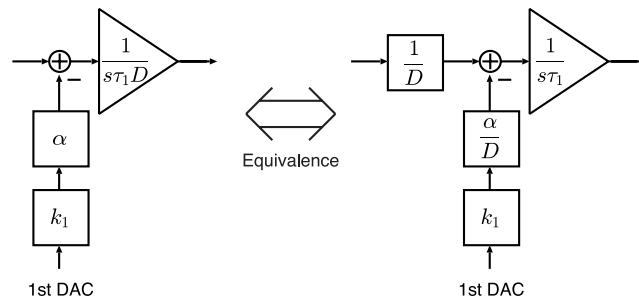 +
−
1
sτ₁D
α
k₁
1st DAC
Equivalence
1
D
+
−
1
sτ₁
α
D
k₁
1st DAC